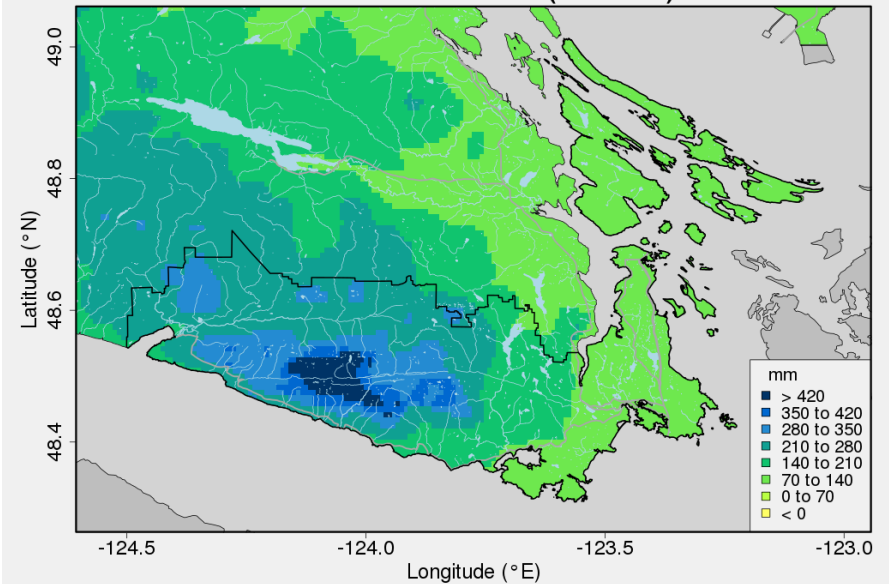 49.0
48.8
48.6
48.4
Latitude (°N)
mm
> 420
350 to 420
280 to 350
210 to 280
140 to 210
70 to 140
0 to 70
< 0
-124.5
-124.0
-123.5
-123.0
Longitude (°E)